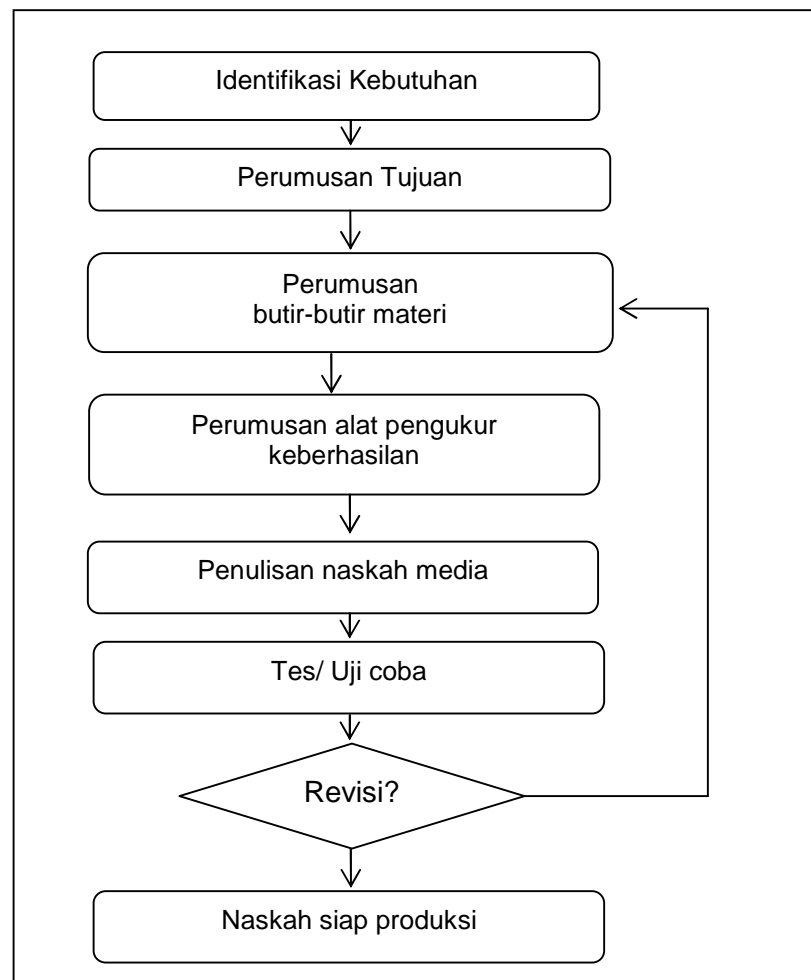 Identifikasi Kebutuhan
Perumusan Tujuan
Perumusan
butir-butir materi
Perumusan alat pengukur
keberhasilan
Penulisan naskah media
Tes/ Uji coba
Revisi?
Naskah siap produksi